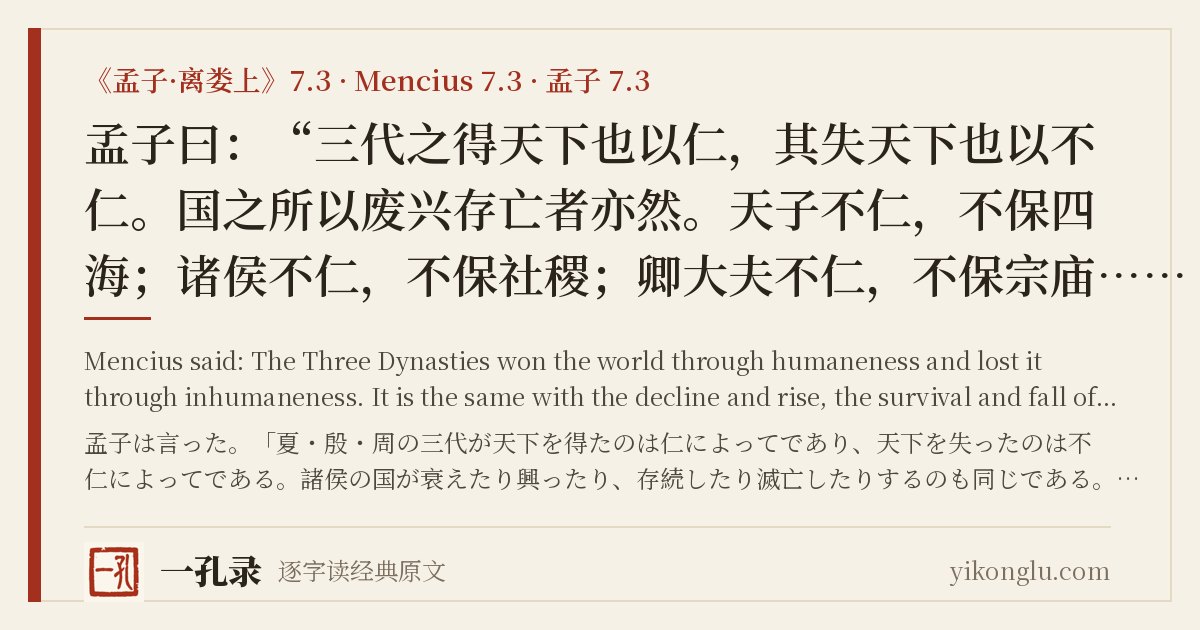 《孟子·离娄上》7.3 · Mencius 7.3 · 孟子 7.3
孟子曰：“三代之得天下也以仁，其失天下也以不
仁。国之所以废兴存亡者亦然。天子不仁，不保四
海；诸侯不仁，不保社稷；卿大夫不仁，不保宗庙……
Mencius said: The Three Dynasties won the world through humaneness and lost it
through inhumaneness. It is the same with the decline and rise, the survival and fall of...
孟子は言った。「夏・殷・周の三代が天下を得たのは仁によってであり、天下を失ったのは不
仁によってである。諸侯の国が衰えたり興ったり、存続したり滅亡したりするのも同じである。…
一孔
一孔录 逐字读经典原文 yikonglu.com